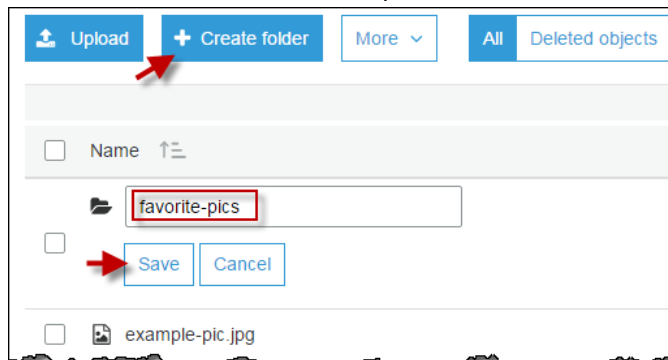 Upload + Create folder More All Deleted objects
Name
favorite-pics
Save Cancel
example-pic.jpg